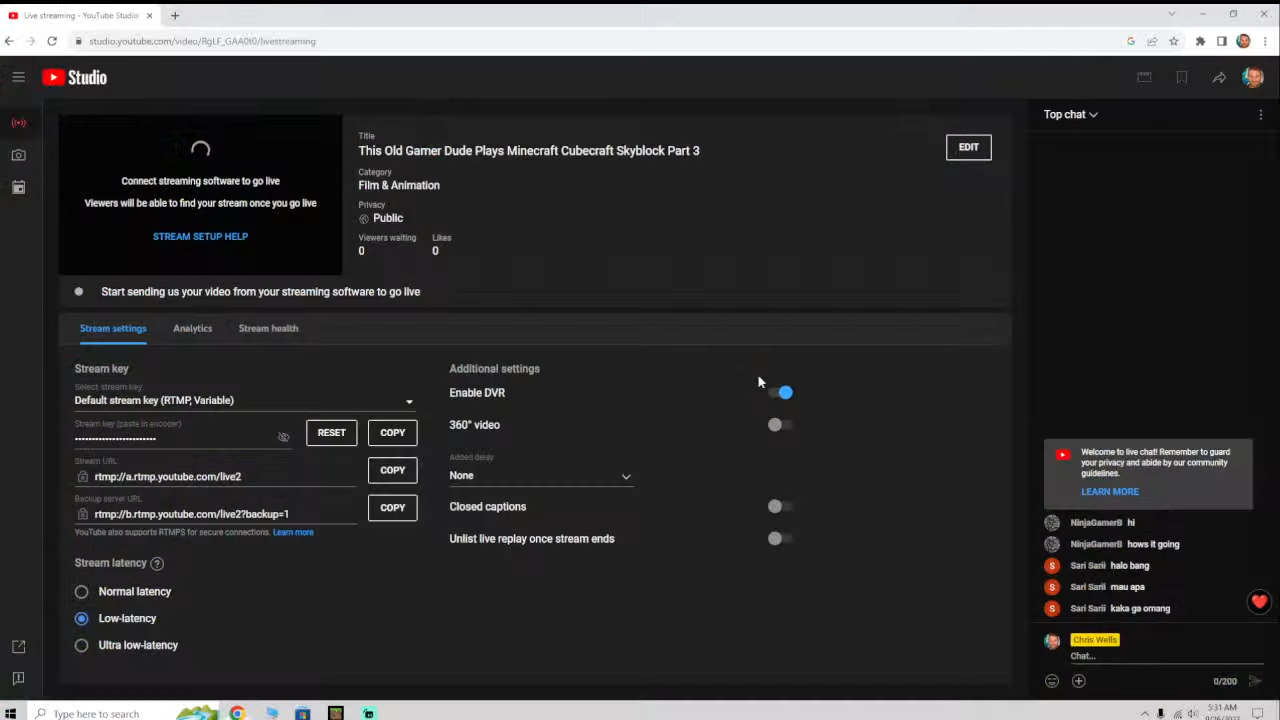 Live streaming - YouTube Studio
studio.youtube.com/video/RgLF_GAA0t0/livestreaming
Studio
Connect streaming software to go live
Viewers will be able to find your stream once you go live
STREAM SETUP HELP
Title
This Old Gamer Dude Plays Minecraft Cubecraft Skyblock Part 3
EDIT
Category
Film & Animation
Privacy
Public
Viewers waiting
0
Likes
0
Start sending us your video from your streaming software to go live
Stream settings
Analytics
Stream health
Stream key
Select stream key
Default stream key (RTMP, Variable)
Stream key (paste in encoder)
••••••••••••••••••••••••
RESET
COPY
Stream URL
rtmp://a.rtmp.youtube.com/live2
COPY
Backup server URL
rtmp://b.rtmp.youtube.com/live2?backup=1
COPY
YouTube also supports RTMPS for secure connections. Learn more
Stream latency
Normal latency
Low-latency
Ultra low-latency
Additional settings
Enable DVR
360° video
Added delay
None
Closed captions
Unlist live replay once stream ends
Top chat
Welcome to live chat! Remember to guard
your privacy and abide by our community
guidelines.
LEARN MORE
NinjaGamerB hi
NinjaGamerB hows it going
S Sari Sarii halo bang
S Sari Sarii mau apa
S Sari Sarii kaka ga omang
Chris Wells
Chat...
0/200
Type here to search
5:31 AM